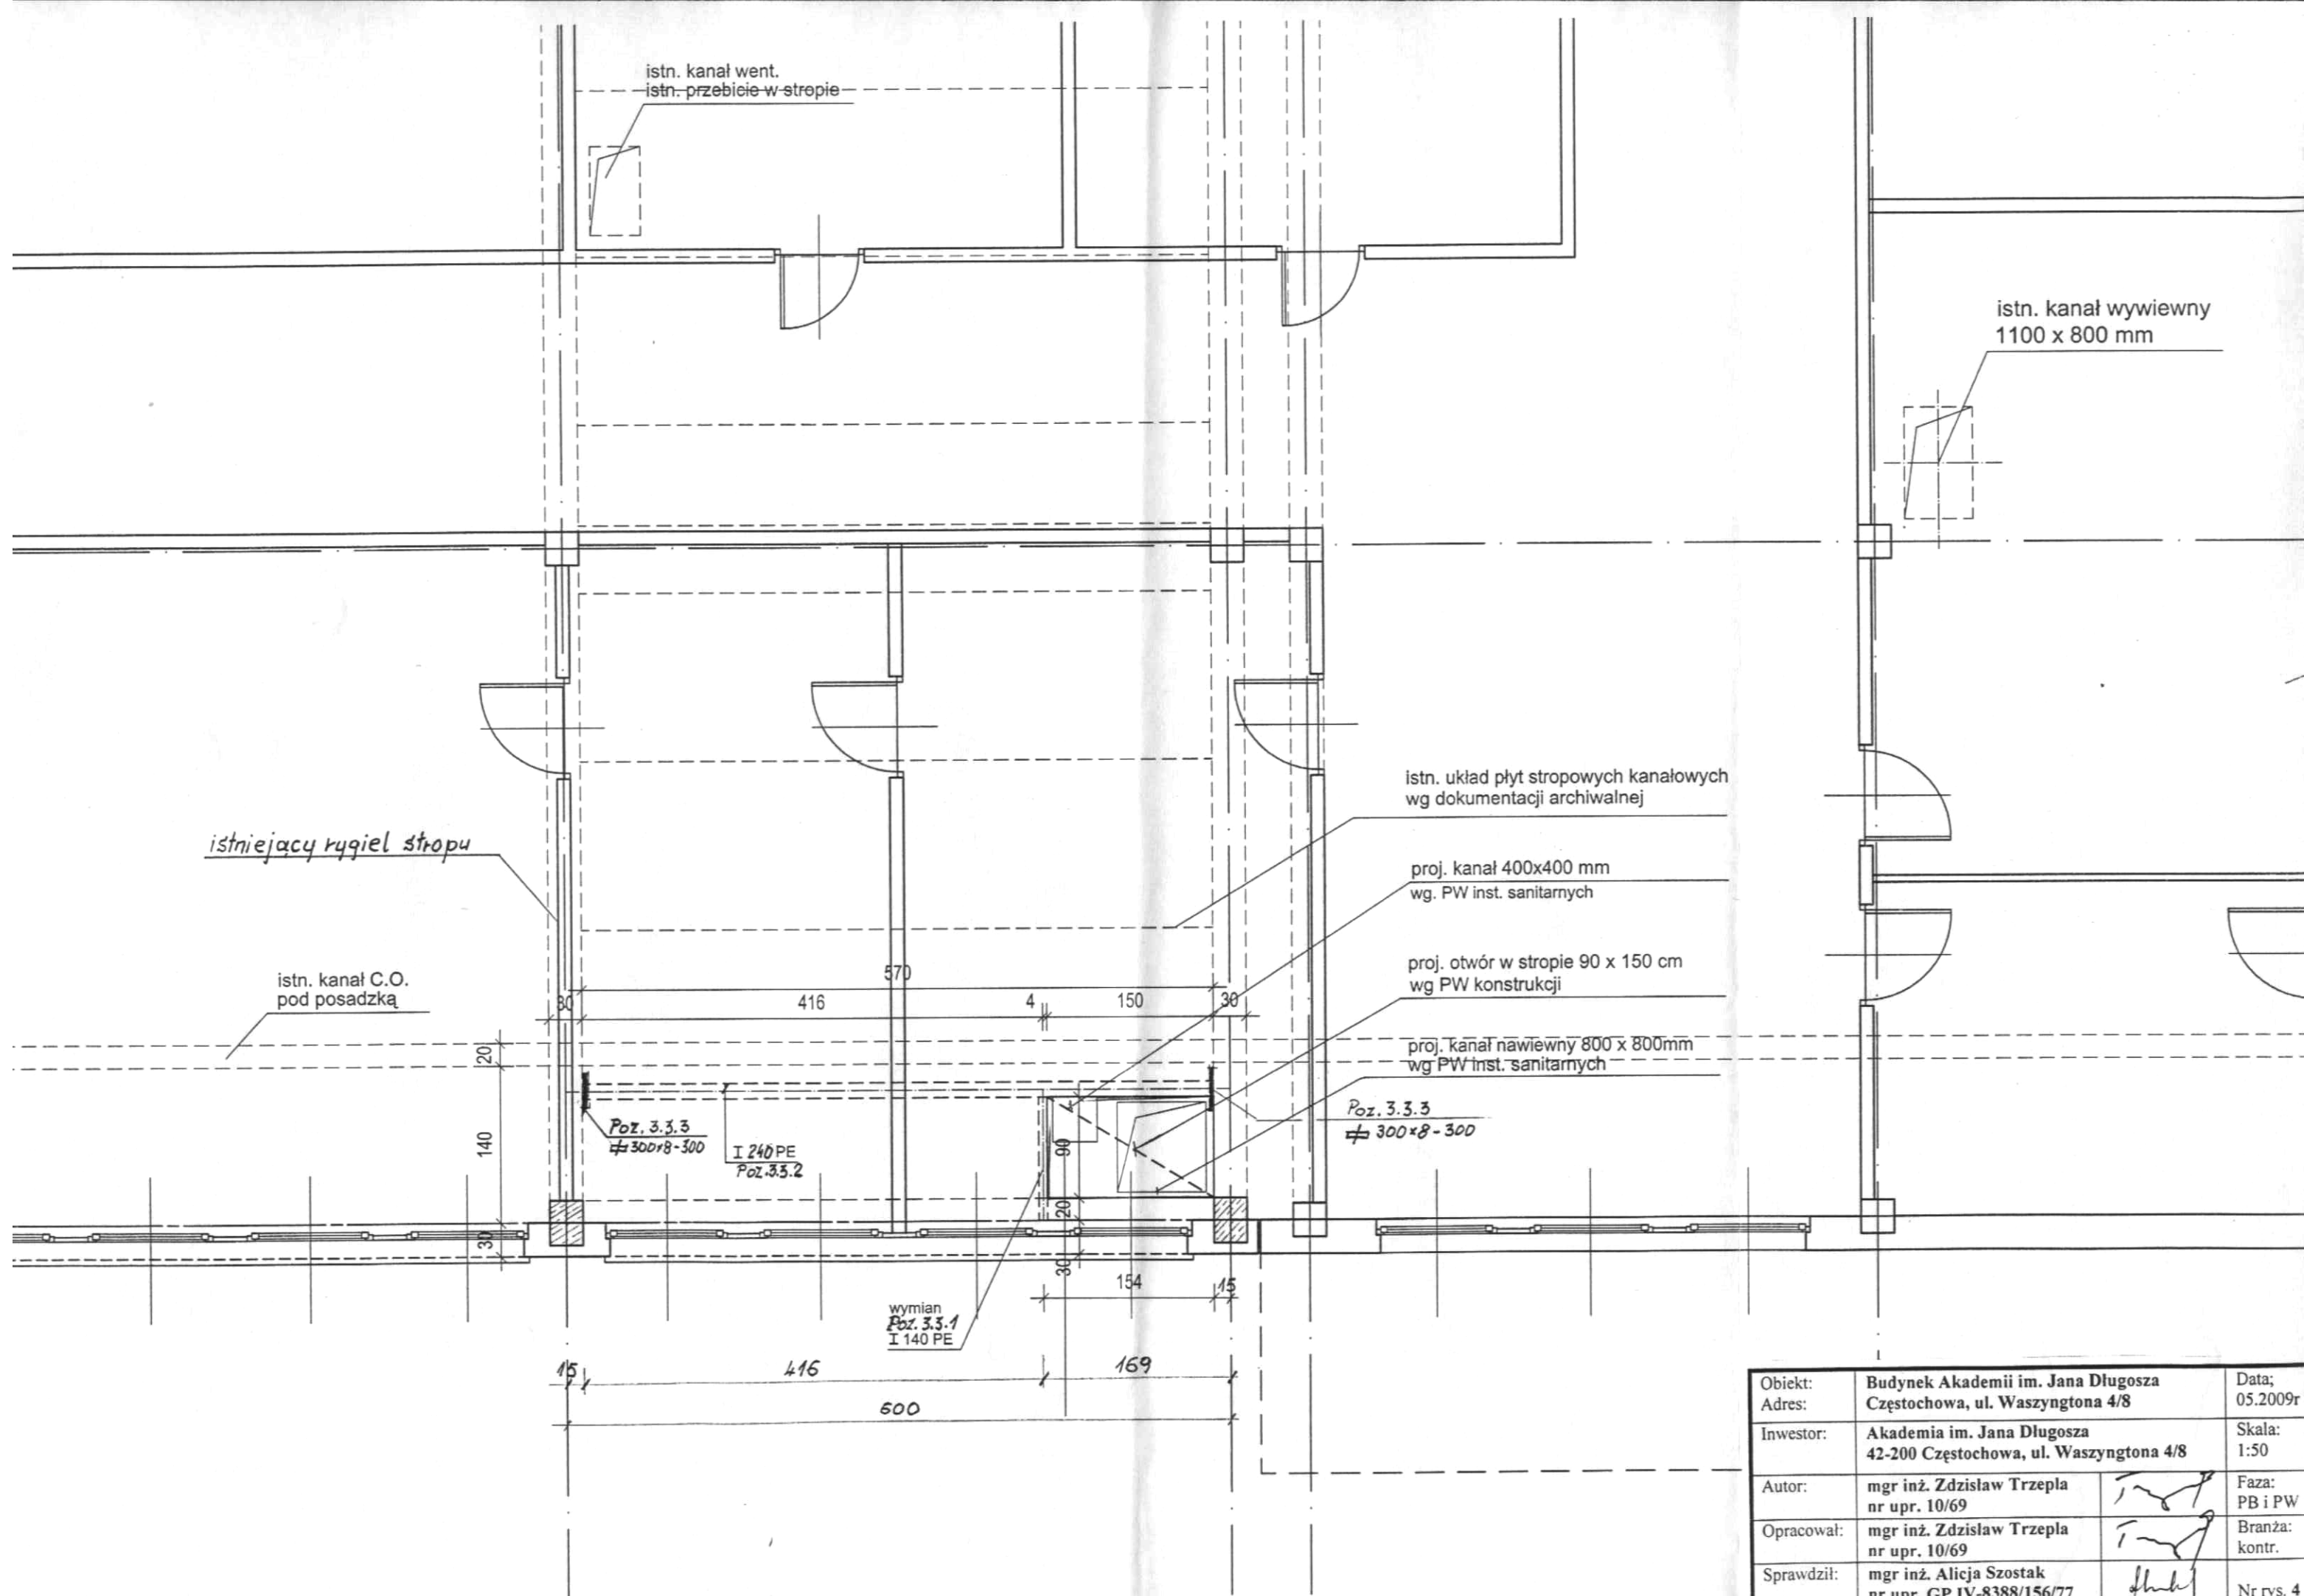 istn. kanał went.
istn. przebicie w stropie
istn. kanał wywiewny
1100 x 800 mm
istn. układ płyt stropowych kanałowych
wg dokumentacji archiwalnej
istniejący rygiel stropu
proj. kanał 400x400 mm
wg. PW inst. sanitarnych
proj. otwór w stropie 90 x 150 cm
wg PW konstrukcji
istn. kanał C.O.
pod posadzką
570
30
416
4
150
30
proj. kanał nawiewny 800 x 800mm
wg PW inst. sanitarnych
20
140
30
Poz. 3.3.3
300x8-300
I 240 PE
Poz. 3.3.2
90
20
30
Poz. 3.3.3
300x8-300
154
15
wymian
Poz. 3.3.1
I 140 PE
15
416
169
600
Obiekt: Budynek Akademii im. Jana Długosza Data;
Adres: Częstochowa, ul. Waszyngtona 4/8 05.2009r
Inwestor: Akademia im. Jana Długosza Skala:
42-200 Częstochowa, ul. Waszyngtona 4/8 1:50
Autor: mgr inż. Zdzisław Trzepla Faza:
nr upr. 10/69 PB i PW
Opracował: mgr inż. Zdzisław Trzepla Branża:
nr upr. 10/69 kontr.
Sprawdził: mgr inż. Alicja Szostak
nr upr. GP IV-8388/156/77 Nr rys. 4